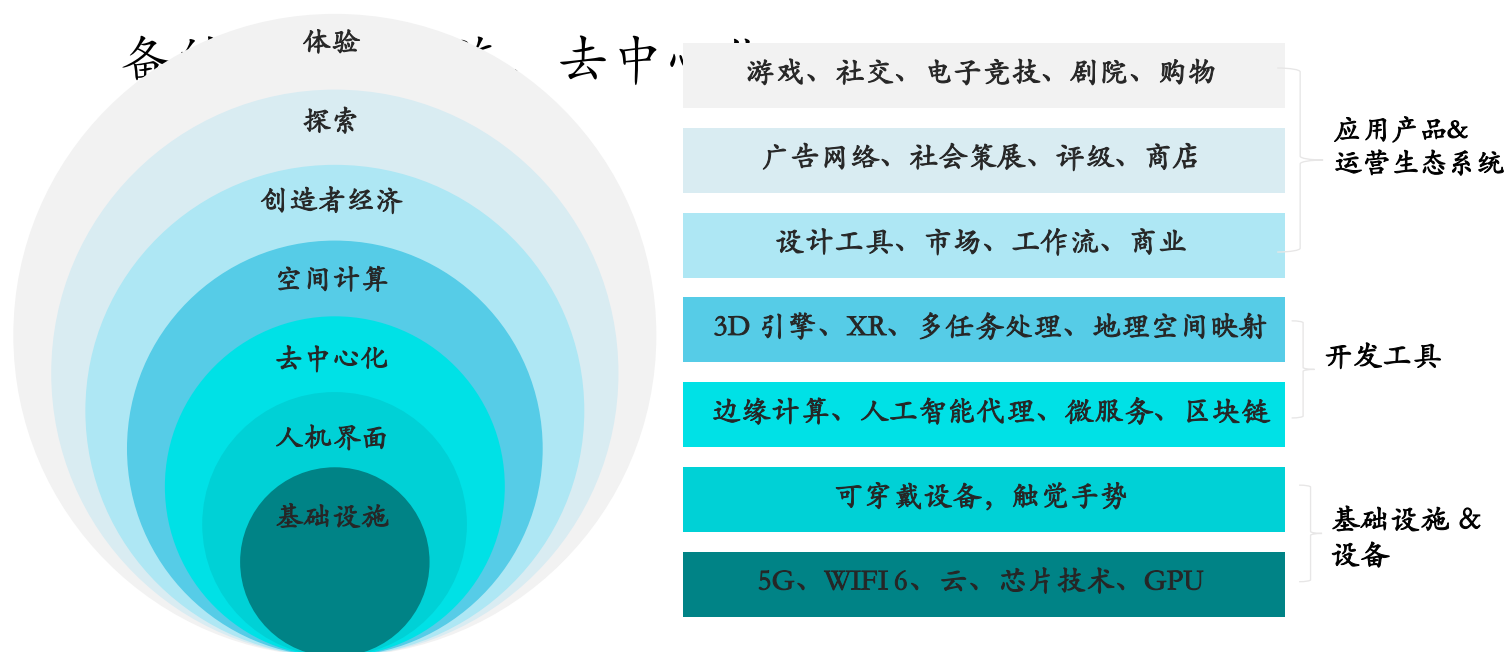 去中心
体验
探索
创造者经济
空间计算
去中心化
人机界面
基础设施
游戏、社交、电子竞技、剧院、购物
广告网络、社会策展、评级、商店
设计工具、市场、工作流、商业
3D 引擎、XR、多任务处理、地理空间映射
边缘计算、人工智能代理、微服务、区块链
可穿戴设备，触觉手势
5G、WIFI 6、云、芯片技术、GPU
应用产品&
运营生态系统
开发工具
基础设施 &
设备